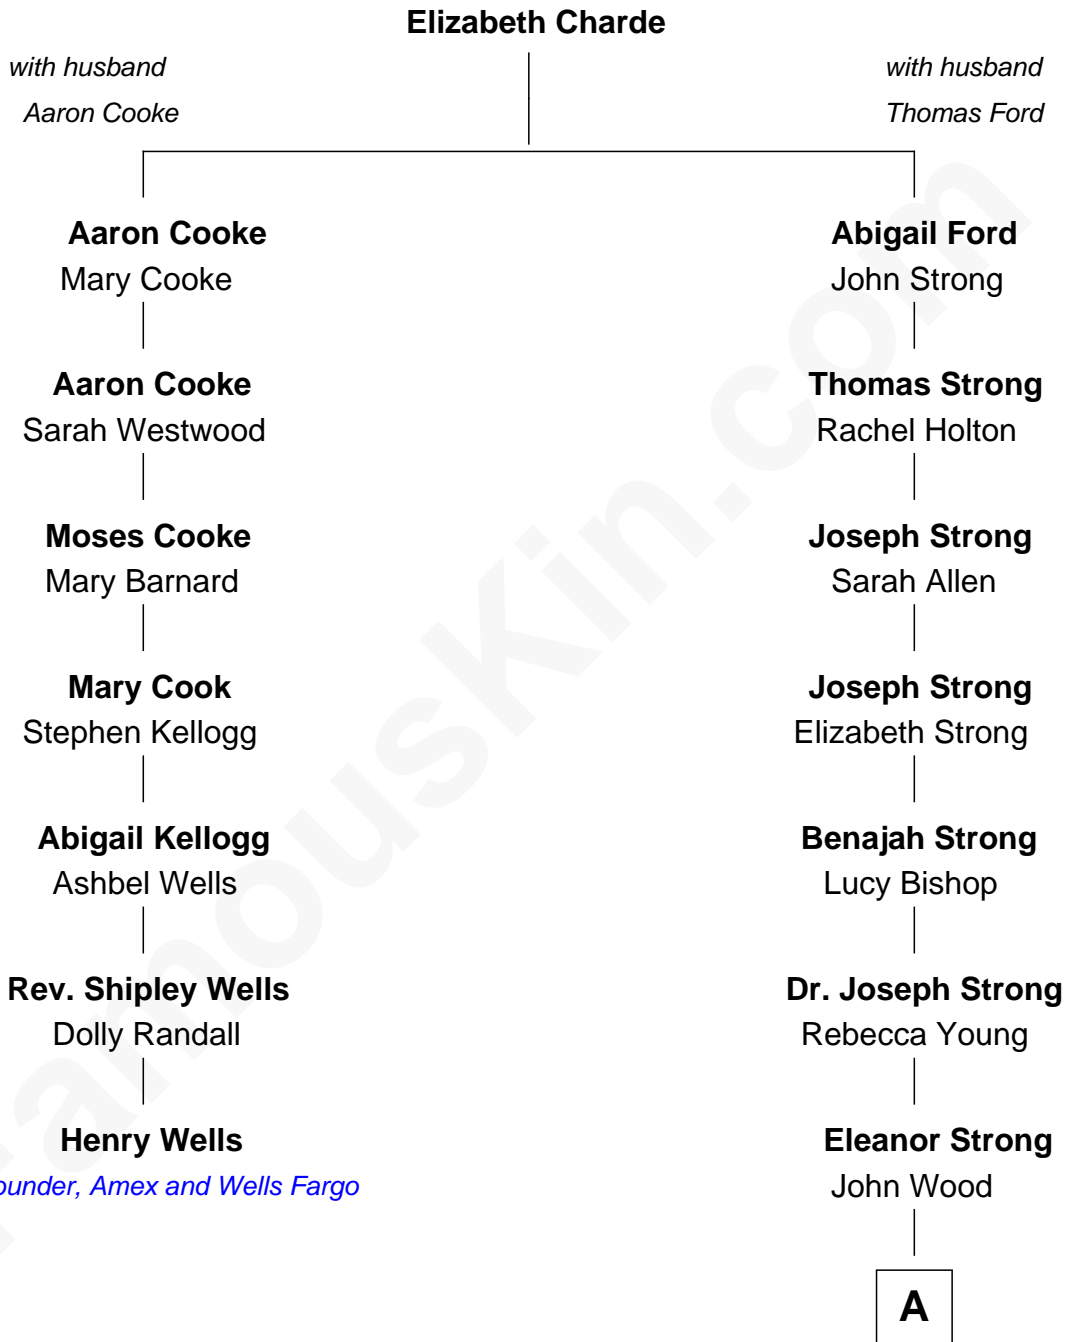 Elizabeth Charde
with husband
Aaron Cooke
with husband
Thomas Ford
Aaron Cooke
Mary Cooke
Abigail Ford
John Strong
Aaron Cooke
Sarah Westwood
Thomas Strong
Rachel Holton
Moses Cooke
Mary Barnard
Joseph Strong
Sarah Allen
Mary Cook
Stephen Kellogg
Joseph Strong
Elizabeth Strong
Abigail Kellogg
Ashbel Wells
Benajah Strong
Lucy Bishop
Rev. Shipley Wells
Dolly Randall
Dr. Joseph Strong
Rebecca Young
Henry Wells
ounder, Amex and Wells Fargo
Eleanor Strong
John Wood
A
FamousKin.com